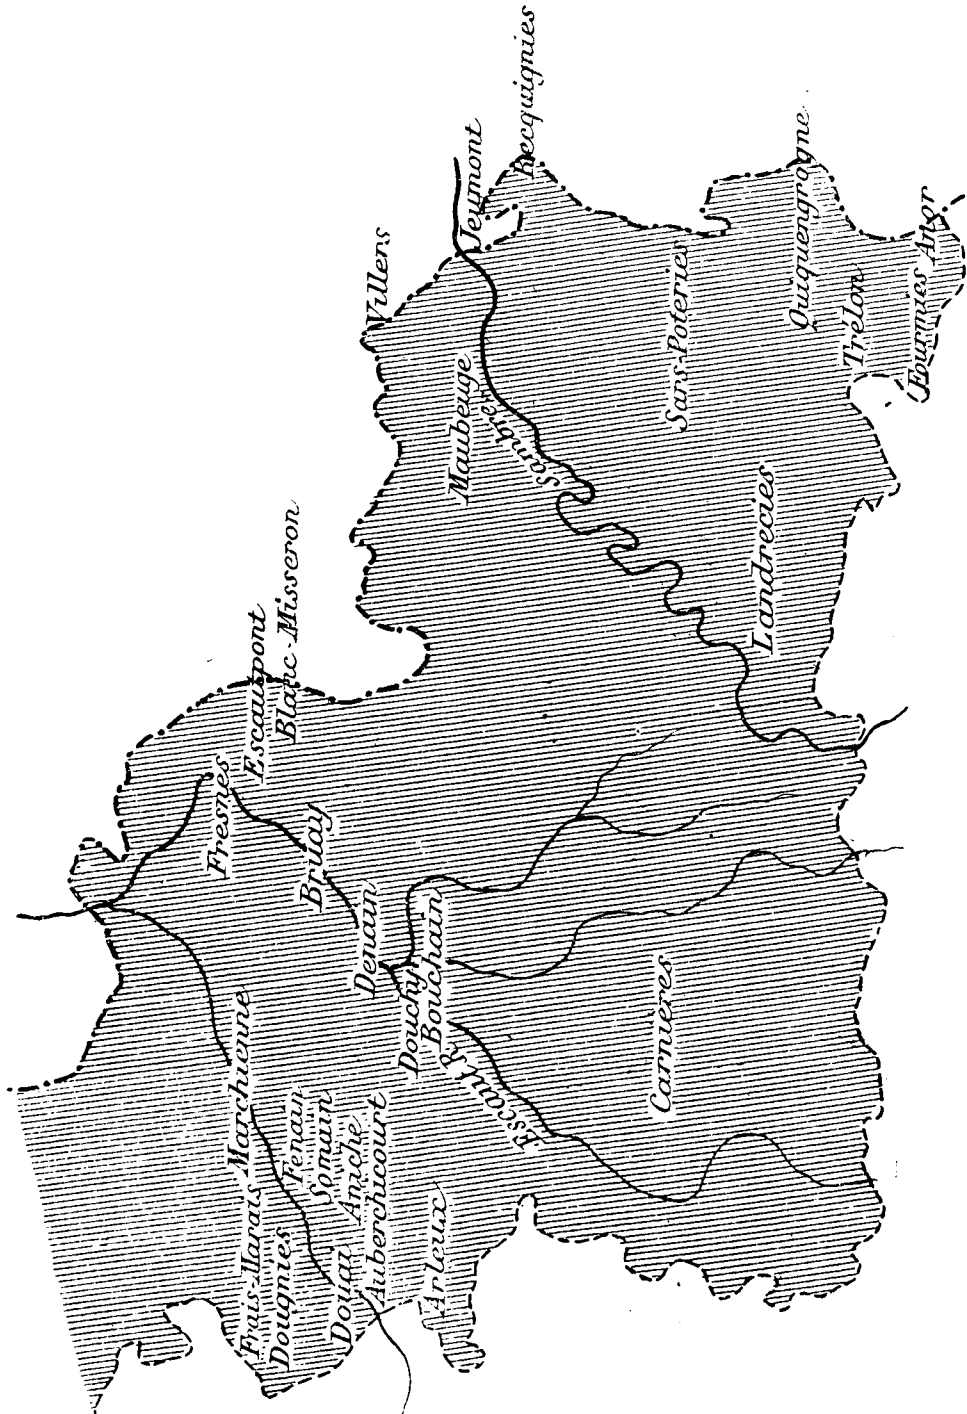 Frais-Marais
Marchienne
Dougnies
Fenain
Somain
Douai
Aniche
Auberchicourt
Arleux
Fresnes
Escautpont
Blanc-Misseron
Bruay
Denain
Douchy
Bouchain
Escaut R.
Carnières
Villers
Jeumont
Recquignies
Maubeuge
Sambre
Sars-Poteries
Landrecies
Quiquengrogne
Trélon
Fourmies
Anor